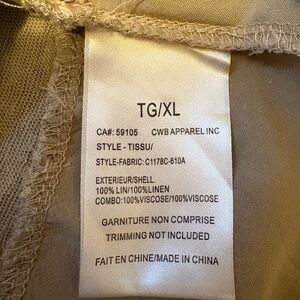 TG/XL
CA#: 59105 CWB APPAREL INC
STYLE - TISSU/
STYLE-FABRIC: C1178C-610A
EXTERIEUR/SHELL
100% LIN/100%LINEN
COMBO:100%VISCOSE/100%VISCOSE
GARNITURE NON COMPRISE
TRIMMING NOT INCLUDED
FAIT EN CHINE/MADE IN CHINA